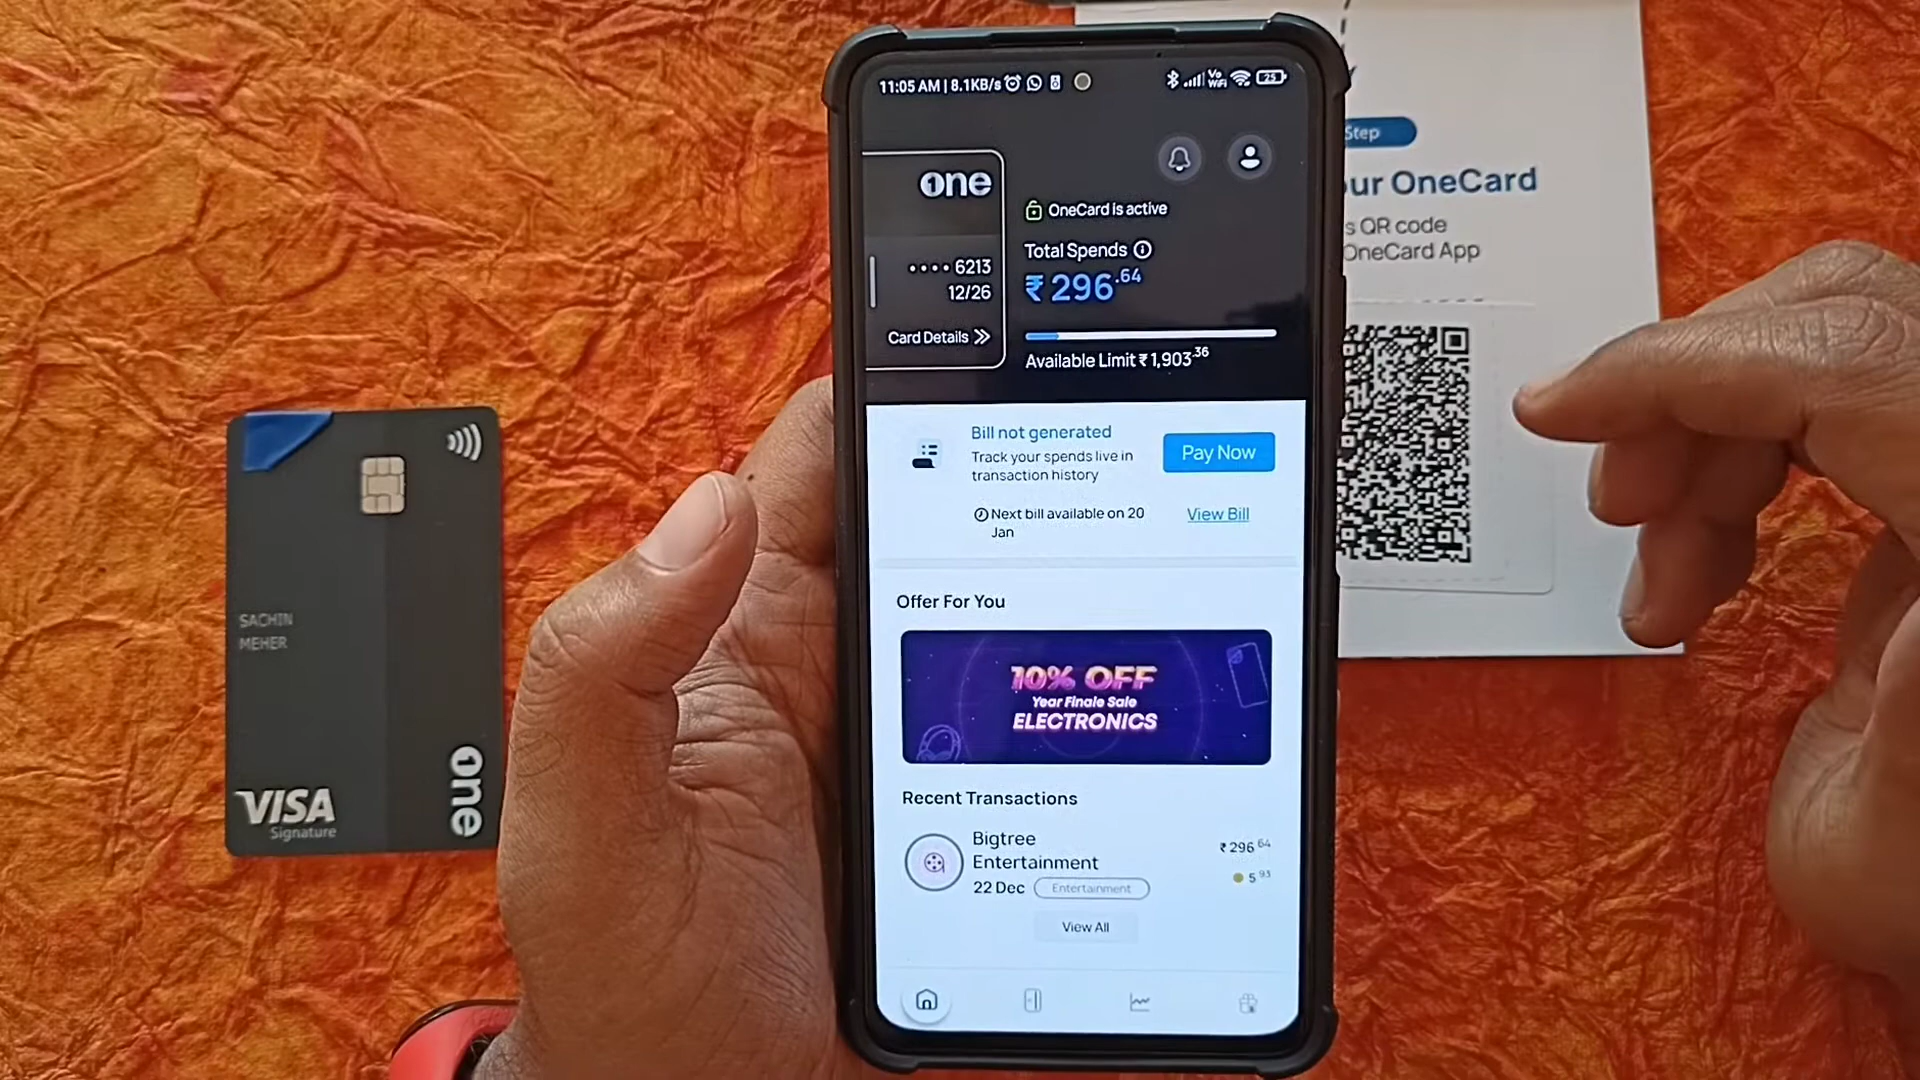 11:05 AM | 8.1KB/s
Vo
WiFi
25
one
•••• 6213
12/26
Card Details
OneCard is active
Total Spends
₹ 296.64
Available Limit ₹ 1,903.36
Bill not generated
Track your spends live in
transaction history
Pay Now
Next bill available on 20
Jan
View Bill
Offer For You
10% OFF
Year Finale Sale
ELECTRONICS
Recent Transactions
Bigtree
Entertainment
₹ 296.64
22 Dec
Entertainment
5.93
View All
SACHIN
MEHER
VISA
Signature
one
Step
ur OneCard
s QR code
OneCard App